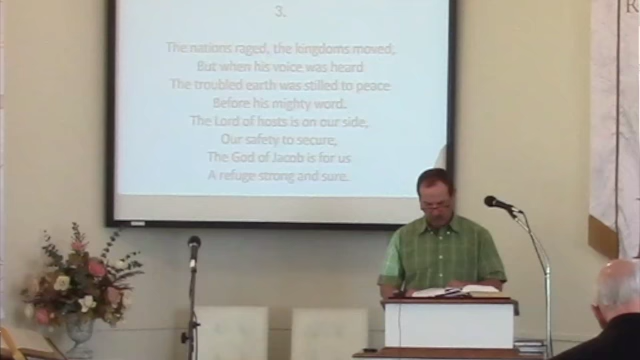 3.
The nations raged, the kingdoms moved;
But when his voice was heard
The troubled earth was stilled to peace
Before his mighty word.
The Lord of hosts is on our side,
Our safety to secure,
The God of Jacob is for us
A refuge strong and sure.
R